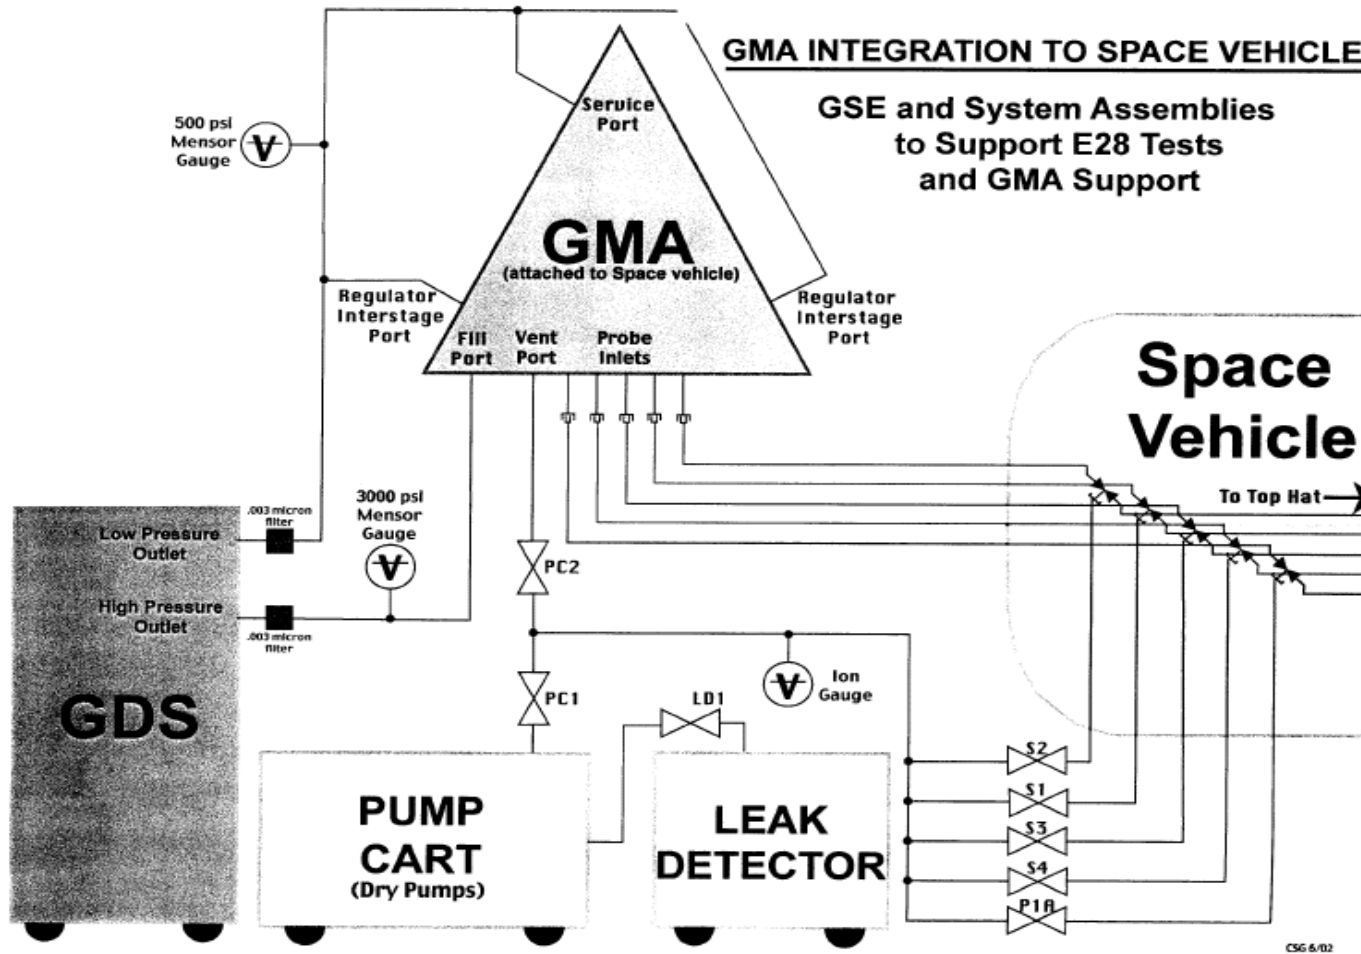 GMA INTEGRATION TO SPACE VEHICLE
GSE and System Assemblies
to Support E28 Tests
and GMA Support
Service
Port
500 psi
Mensor
Gauge
GMA
(attached to Space vehicle)
Regulator
Interstage
Port
Regulator
Interstage
Port
Fill
Port
Vent
Port
Probe
Inlets
Space
Vehicle
To Top Hat
3000 psi
Mensor
Gauge
.003 micron
filter
Low Pressure
Outlet
High Pressure
Outlet
.003 micron
filter
PC2
GDS
PC1
LD1
Ion
Gauge
S2
S1
S3
S4
P1A
PUMP
CART
(Dry Pumps)
LEAK
DETECTOR
CSG 6/02